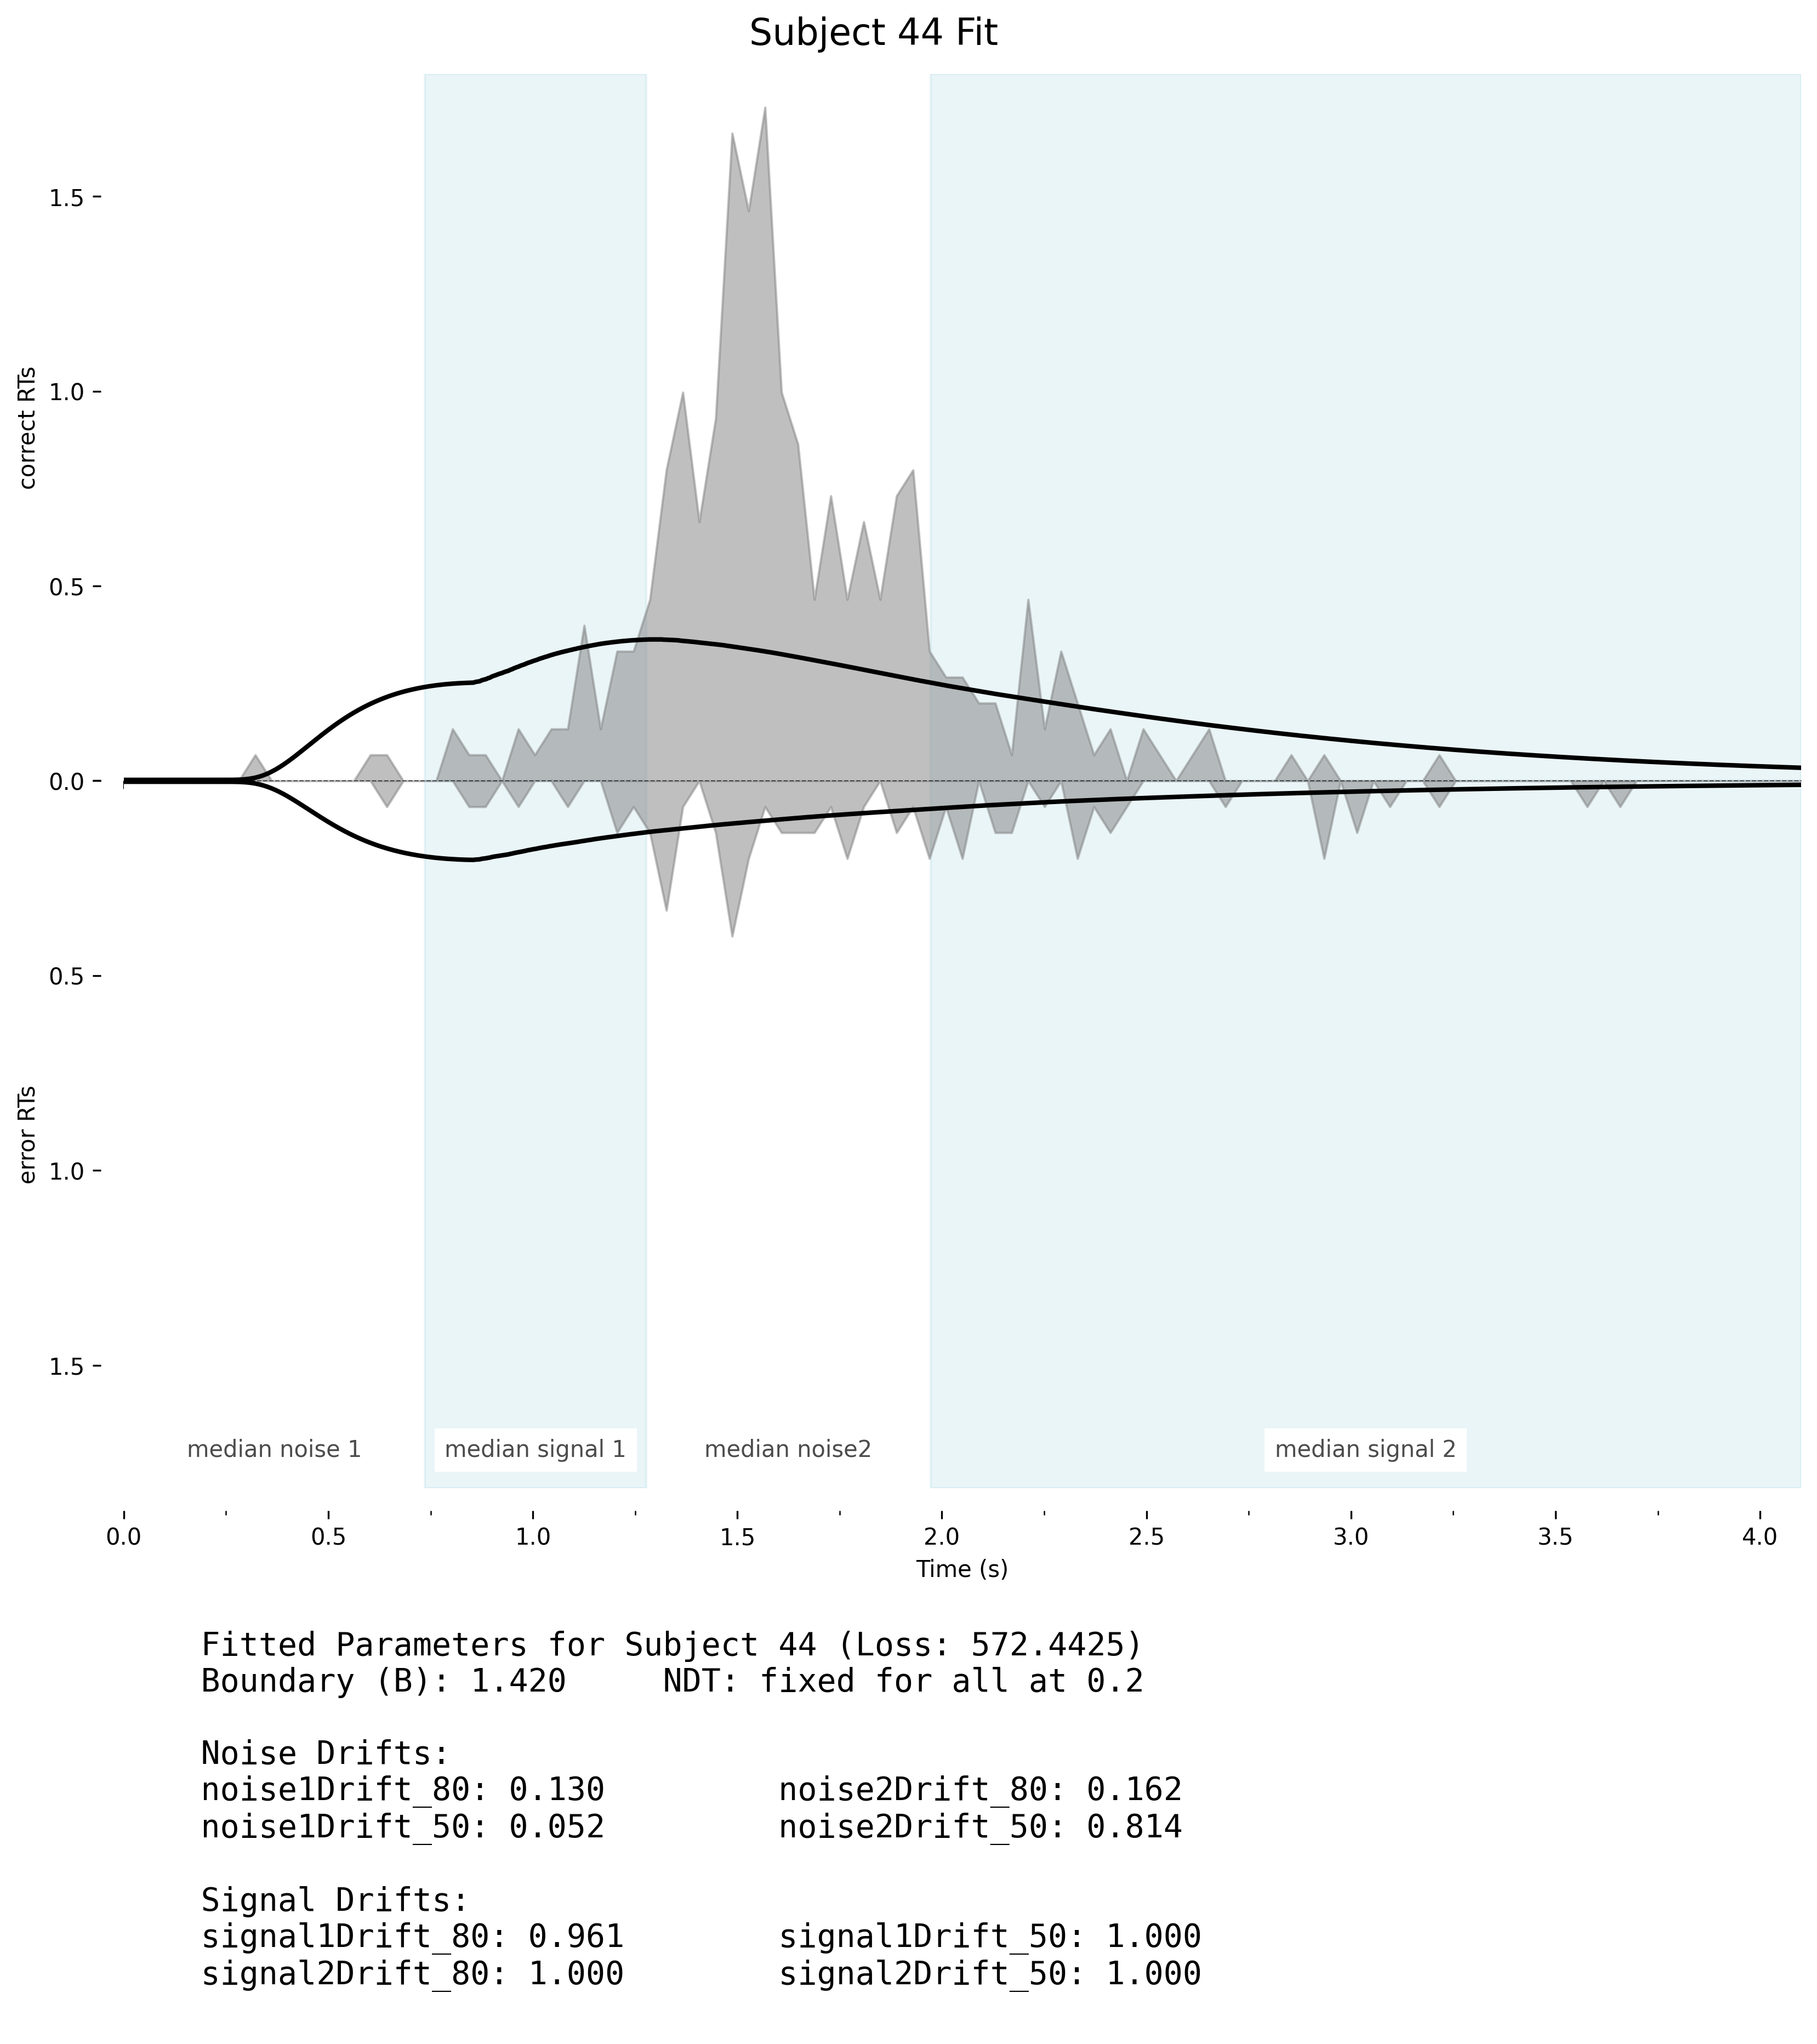 Subject 44 Fit
correct RTs
error RTs
1.5
1.0
0.5
0.0
0.5
1.0
1.5
median noise 1
median signal 1
median noise2
median signal 2
0.0 0.5 1.0 1.5 2.0 2.5 3.0 3.5 4.0
Time (s)
Fitted Parameters for Subject 44 (Loss: 572.4425)
Boundary (B): 1.420 NDT: fixed for all at 0.2
Noise Drifts:
noise1Drift_80: 0.130 noise2Drift_80: 0.162
noise1Drift_50: 0.052 noise2Drift_50: 0.814
Signal Drifts:
signal1Drift_80: 0.961 signal1Drift_50: 1.000
signal2Drift_80: 1.000 signal2Drift_50: 1.000